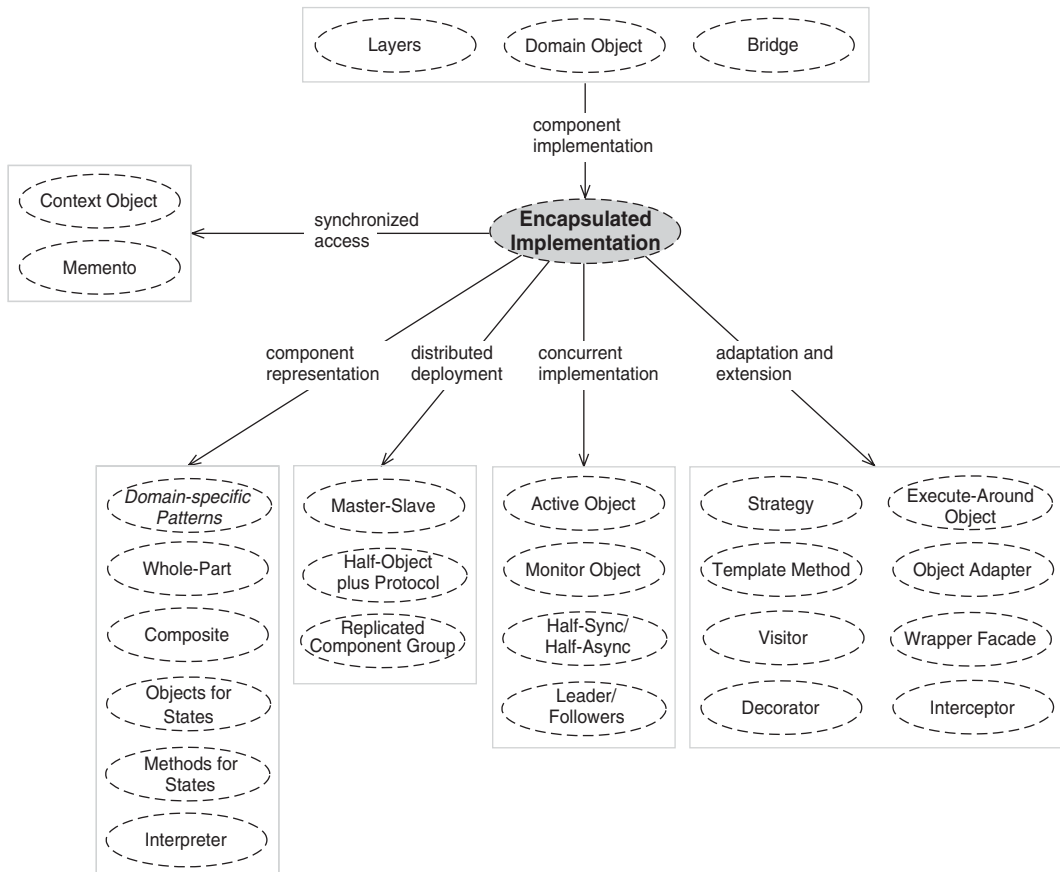 Layers
Domain Object
Bridge
component
implementation
Context Object
Memento
synchronized
access
Encapsulated
Implementation
component
representation
distributed
deployment
concurrent
implementation
adaptation and
extension
Domain-specific
Patterns
Whole-Part
Composite
Objects for
States
Methods for
States
Interpreter
Master-Slave
Half-Object
plus Protocol
Replicated
Component Group
Active Object
Monitor Object
Half-Sync/
Half-Async
Leader/
Followers
Strategy
Execute-Around
Object
Template Method
Object Adapter
Visitor
Wrapper Facade
Decorator
Interceptor